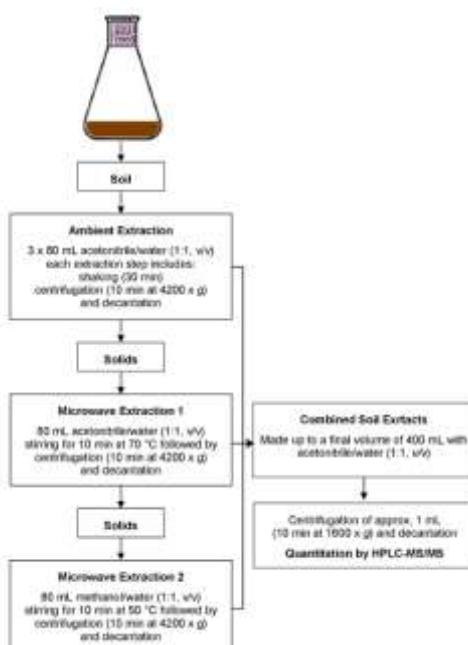 Soil
Ambient Extraction
3 x 80 mL acetonitrile/water (1:1, v/v)
each extraction step includes:
shaking (30 min)
centrifugation (10 min at 4200 x g)
and decantation
Solids
Microwave Extraction 1
80 mL acetonitrile/water (1:1, v/v)
stirring for 10 min at 70 °C followed by
centrifugation (10 min at 4200 x g)
and decantation
Solids
Microwave Extraction 2
80 mL methanol/water (1:1, v/v)
stirring for 10 min at 50 °C followed by
centrifugation (10 min at 4200 x g)
and decantation
Combined Soil Exrtacts
Made up to a final volume of 400 mL with
acetonitrile/water (1:1, v/v)
Centrifugation of approx. 1 mL
(10 min at 1600 x g) and decantation
Quantitation by HPLC-MS/MS